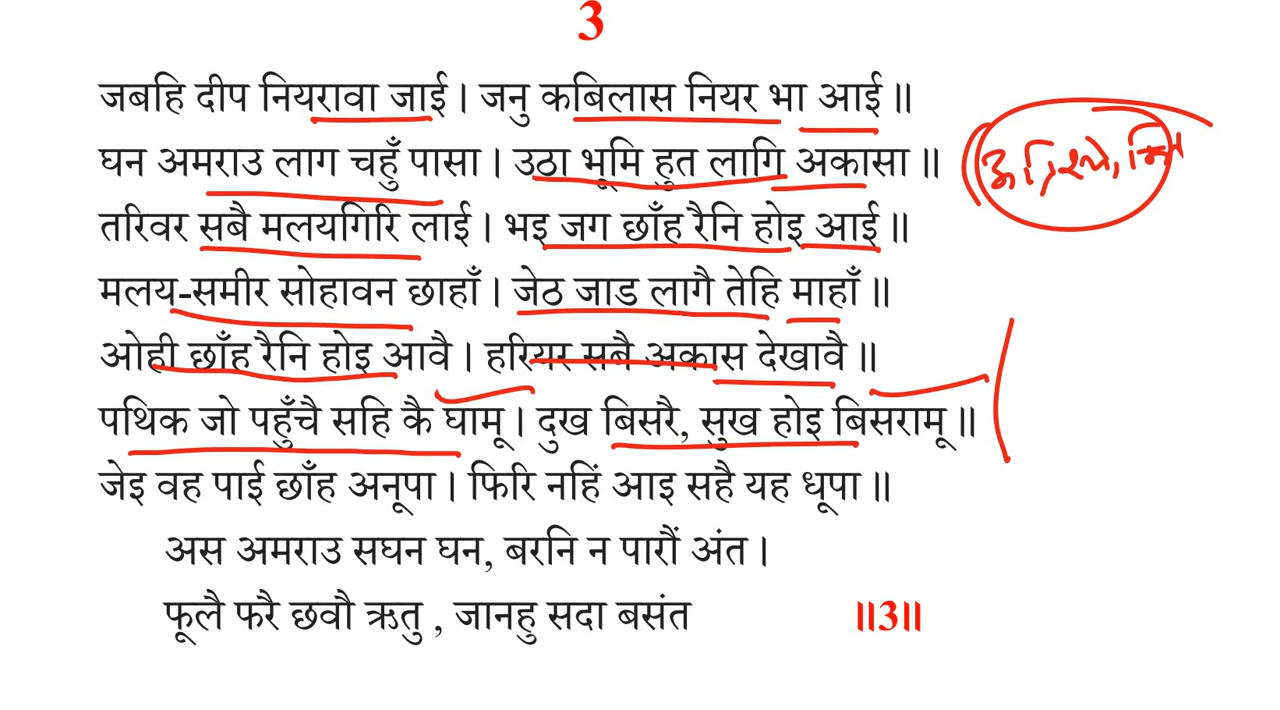 3
जबहि दीप नियरावा जाई। जनु कबिलास नियर भा आई॥
घन अमराउ लाग चहुँ पासा। उठा भूमि हुत लागि अकासा॥
तरिवर सबै मलयगिरि लाई। भइ जग छाँह रैनि होइ आई॥
मलय-समीर सोहावन छाहाँ। जेठ जाड लागै तेहि माहाँ॥
ओही छाँह रैनि होइ आवै। हरियर सबै अकास देखावै॥
पथिक जो पहुँचै सहि कै घामू। दुख बिसरै, सुख होइ बिसरामू॥
जेइ वह पाई छाँह अनूपा। फिरि नहिं आइ सहै यह धूपा॥
अस अमराउ सघन घन, बरनि न पारौं अंत।
फूलै फरै छवौ ऋतु , जानहु सदा बसंत ॥3॥